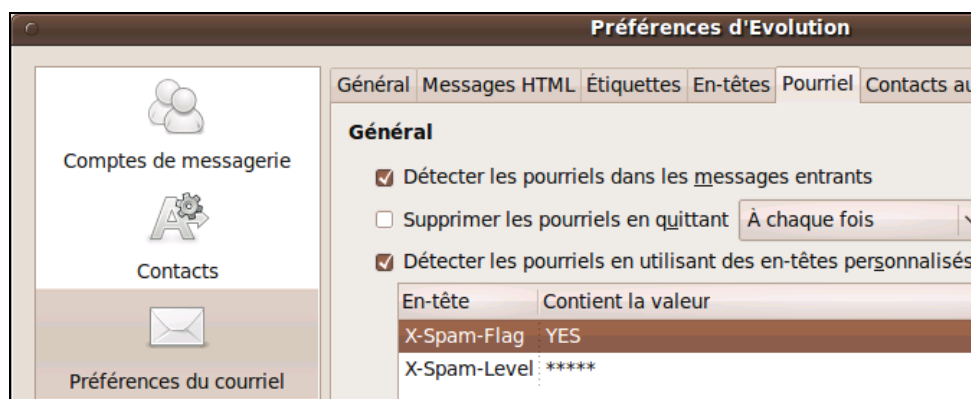 Préférences d'Evolution
Comptes de messagerie
Contacts
Préférences du courriel
Général Messages HTML Étiquettes En-têtes Pourriel Contacts au
Général
Détecter les pourriels dans les messages entrants
Supprimer les pourriels en quittant À chaque fois
Détecter les pourriels en utilisant des en-têtes personnalisés
En-tête Contient la valeur
X-Spam-Flag YES
X-Spam-Level *****